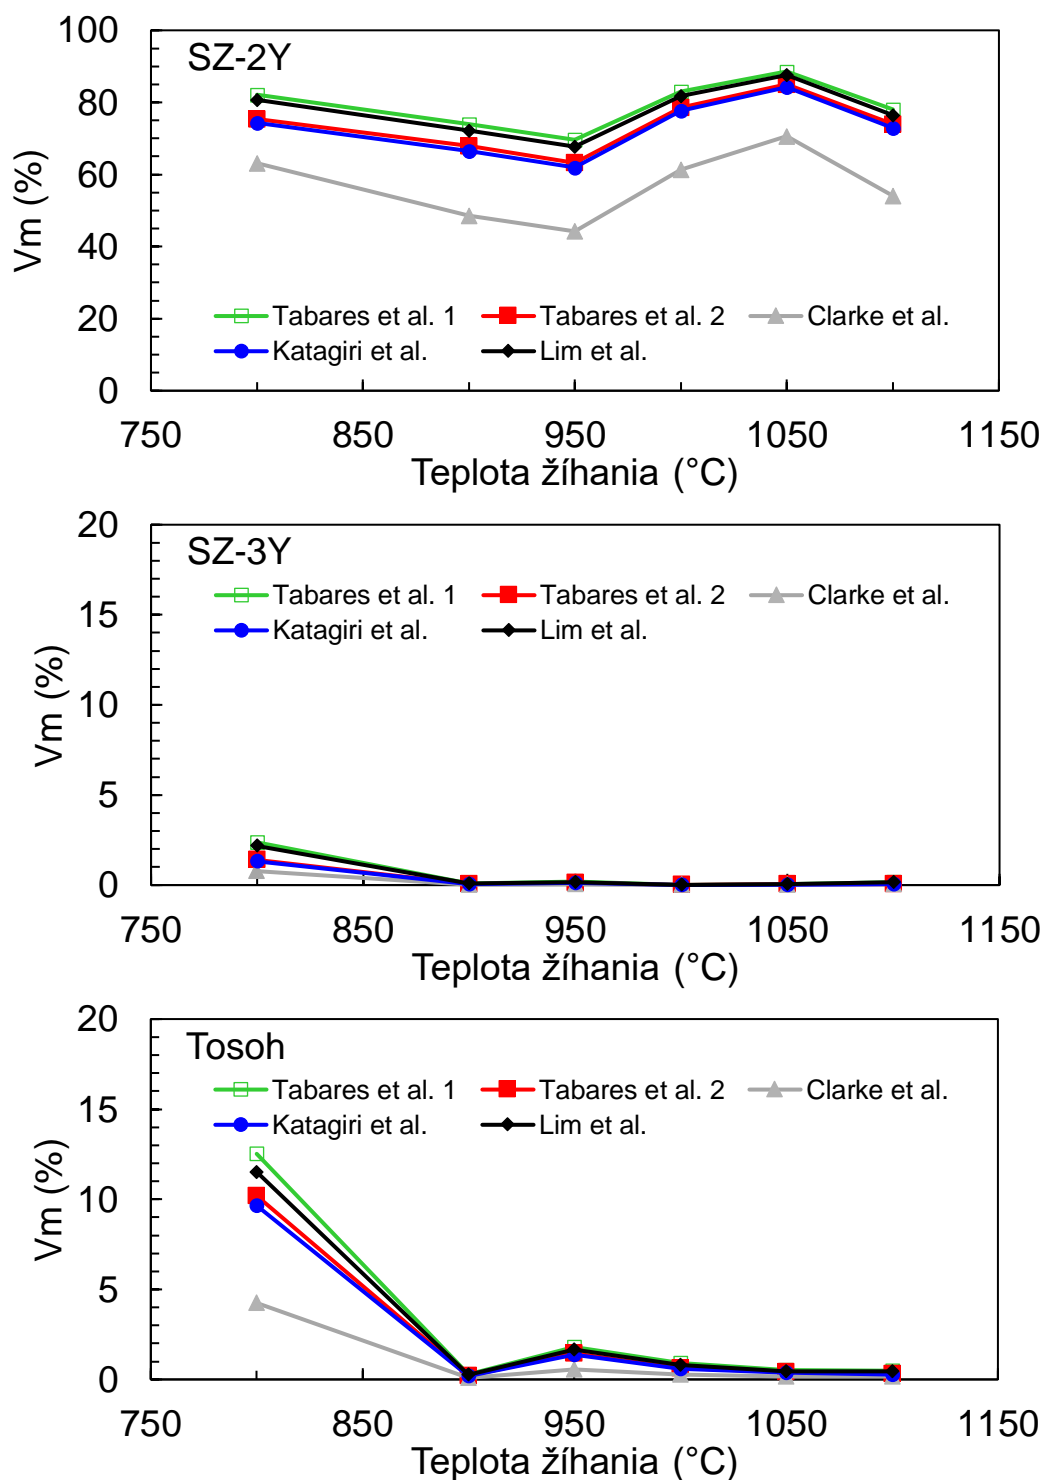 100
SZ-2Y
80
60
40
20
0
Vm (%)
Tabares et al. 1 Tabares et al. 2 Clarke et al.
Katagiri et al. Lim et al.
750 850 950 1050 1150
Teplota žíhania (°C)
20
SZ-3Y
15
10
5
0
Vm (%)
Tabares et al. 1 Tabares et al. 2 Clarke et al.
Katagiri et al. Lim et al.
750 850 950 1050 1150
Teplota žíhania (°C)
20
Tosoh
15
10
5
0
Vm (%)
Tabares et al. 1 Tabares et al. 2 Clarke et al.
Katagiri et al. Lim et al.
750 850 950 1050 1150
Teplota žíhania (°C)